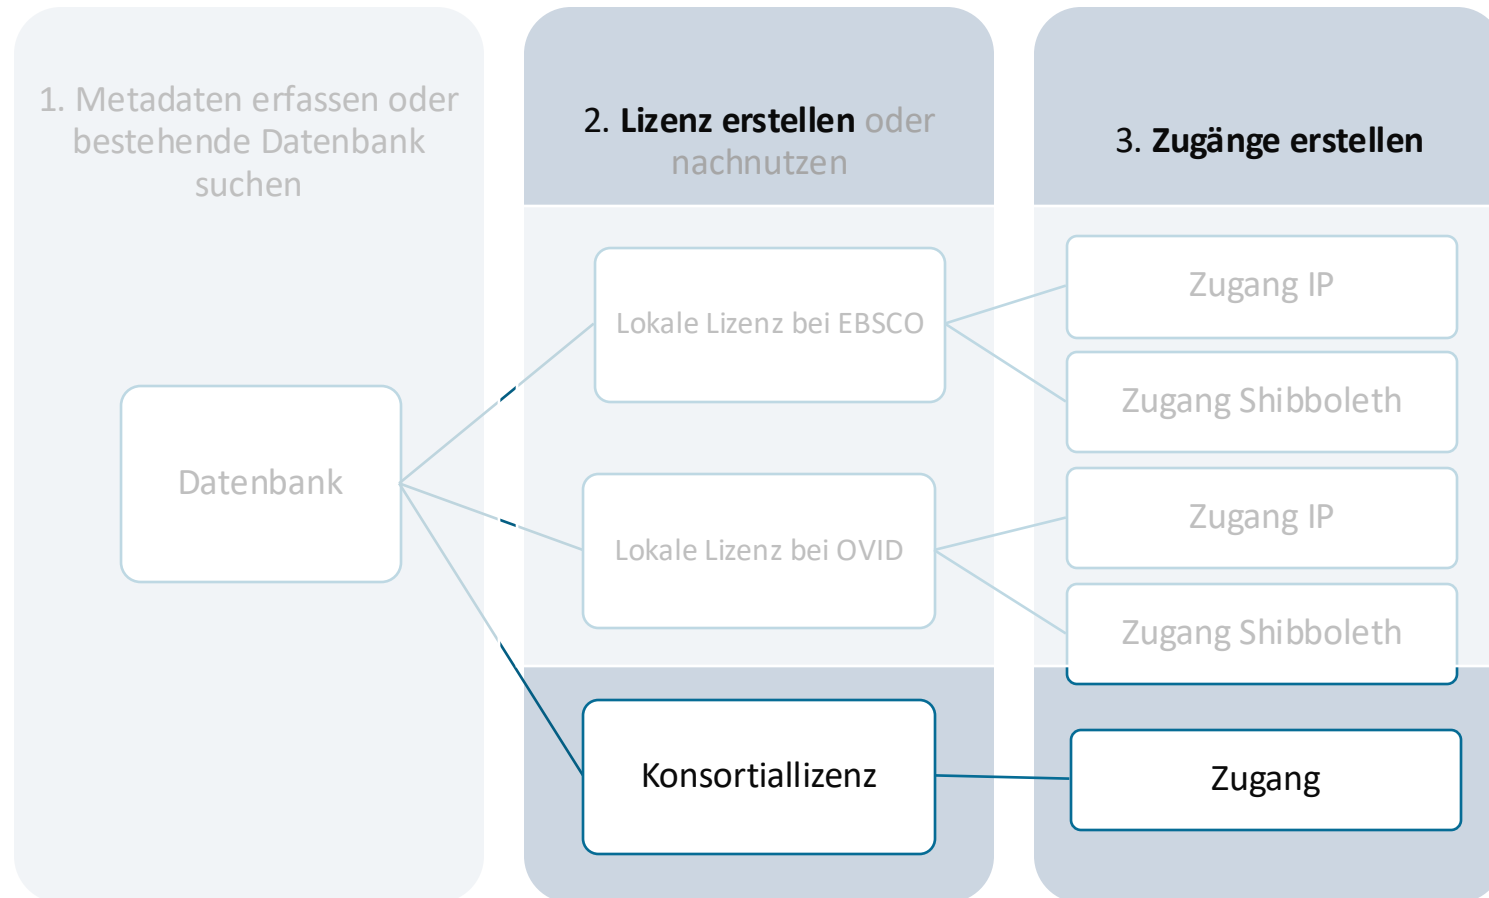 1. Metadaten erfassen oder
bestehende Datenbank
suchen
2. Lizenz erstellen oder
nachnutzen
3. Zugänge erstellen
Datenbank
Lokale Lizenz bei EBSCO
Lokale Lizenz bei OVID
Konsortiallizenz
Zugang IP
Zugang Shibboleth
Zugang IP
Zugang Shibboleth
Zugang